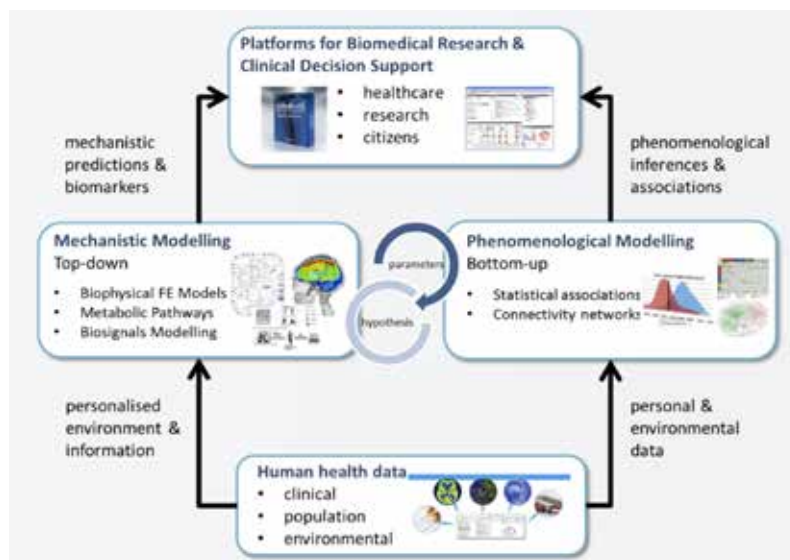 Platforms for Biomedical Research &
Clinical Decision Support
• healthcare
• research
• citizens
mechanistic
predictions &
biomarkers
phenomenological
inferences &
associations
Mechanistic Modelling
Top-down
• Biophysical FE Models
• Metabolic Pathways
• Biosignals Modelling
parameters
hypothesis
Phenomenological Modelling
Bottom-up
• Statistical associations
• Connectivity networks
personalised
environment &
information
personal &
environmental
data
Human health data
• clinical
• population
• environmental